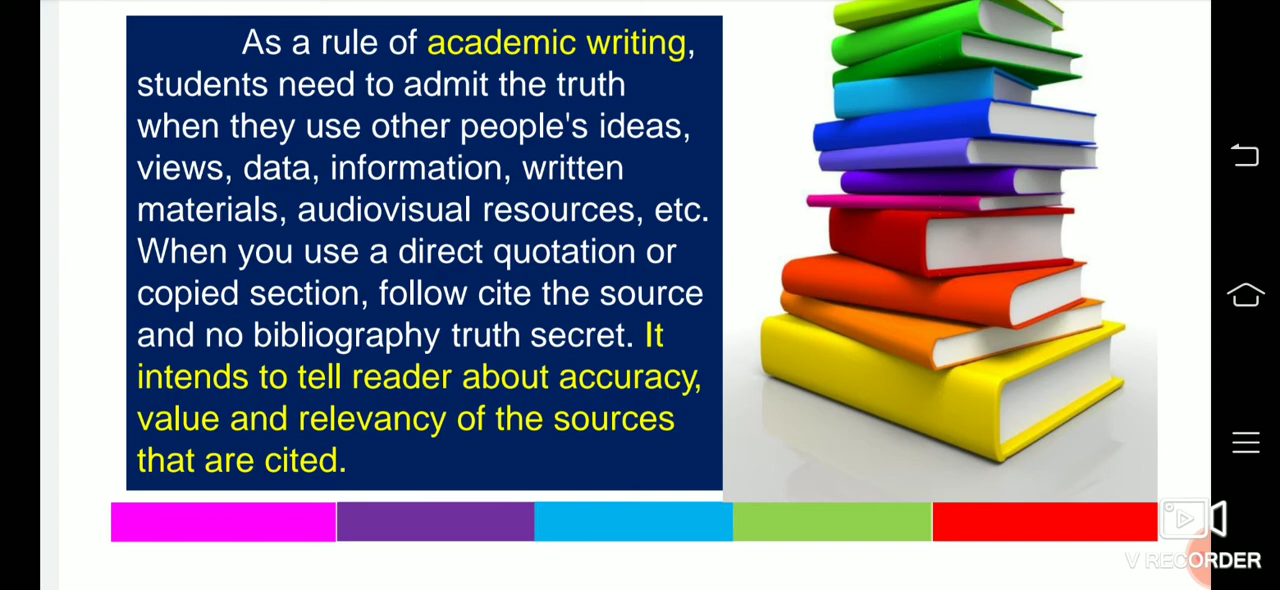 As a rule of academic writing,
students need to admit the truth
when they use other people's ideas,
views, data, information, written
materials, audiovisual resources, etc.
When you use a direct quotation or
copied section, follow cite the source
and no bibliography truth secret. It
intends to tell reader about accuracy,
value and relevancy of the sources
that are cited.
V RECORDER